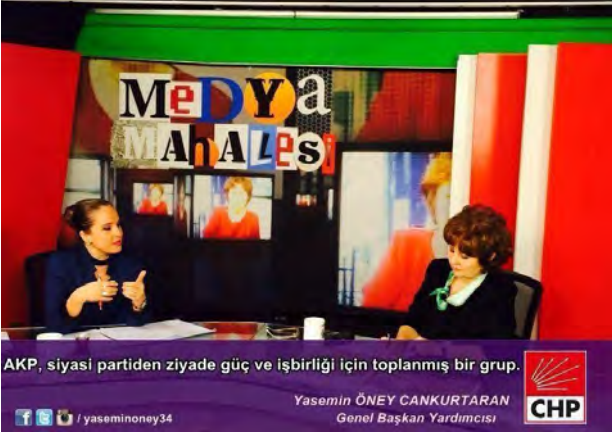 MeDYa
MAhALesi
AKP, siyasi partiden ziyade güç ve işbirliği için toplanmış bir grup.
Yasemin ÖNEY CANKURTARAN
Genel Başkan Yardımcısı
/ yaseminoney34
CHP